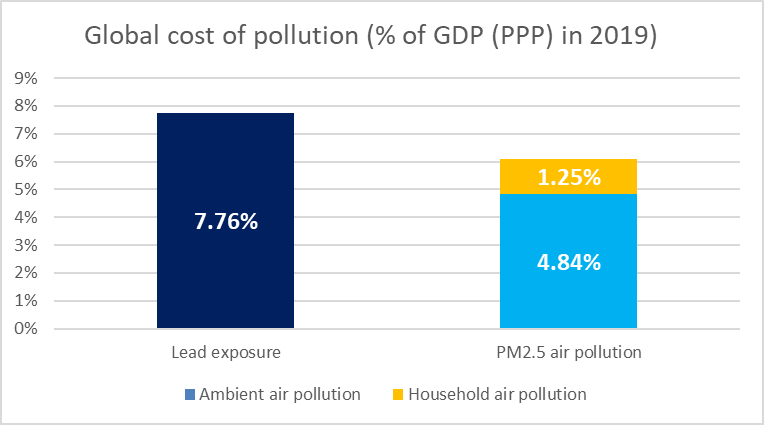 Global cost of pollution (% of GDP (PPP) in 2019)
9%
8%
7%
6%
5%
4%
3%
2%
1%
0%
7.76%
1.25%
4.84%
Lead exposure
PM2.5 air pollution
Ambient air pollution
Household air pollution